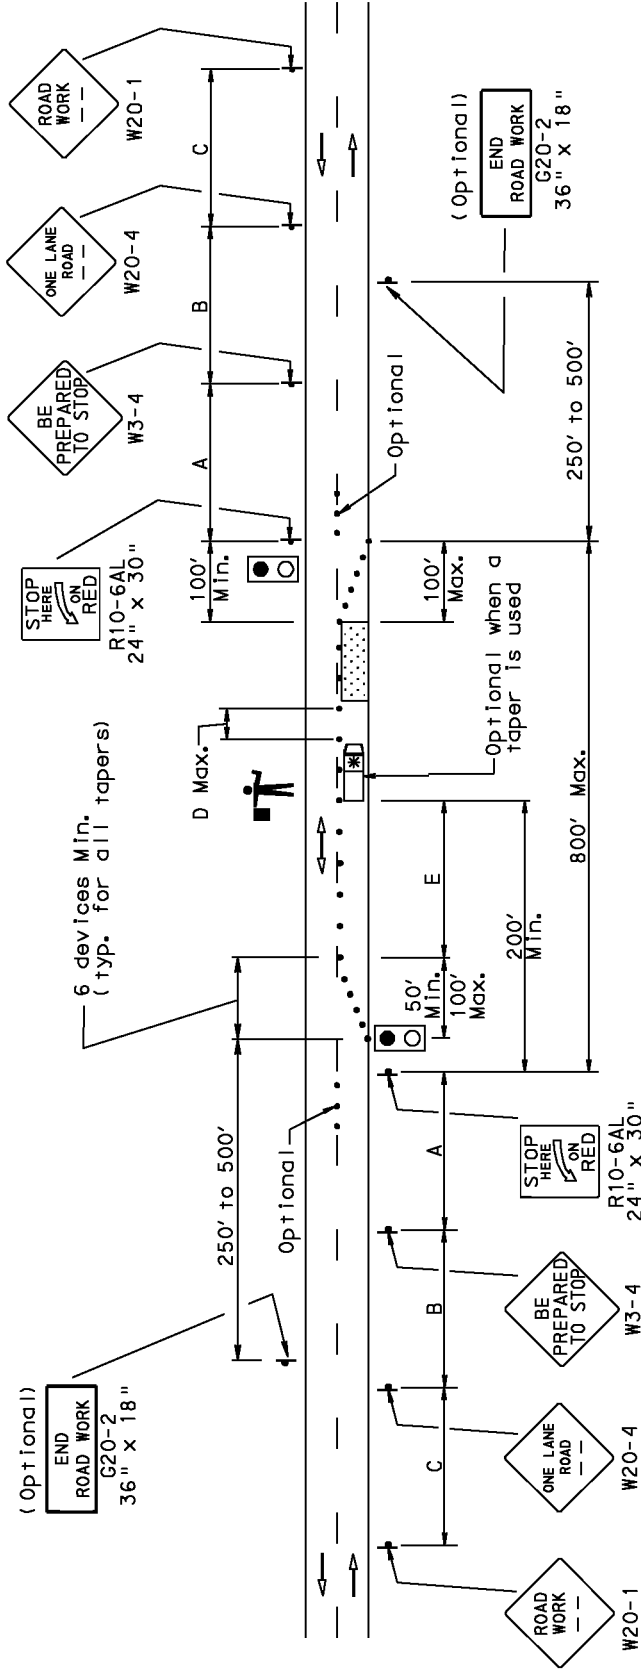 (Optional)
END
ROAD WORK
G20-2
36" x 18"
250' to 500'
Optional
6 devices Min.
(typ. for all tapers)
D Max.
STOP
HERE
ON
RED
R10-6AL
24" x 30"
100'
Min.
A
BE
PREPARED
TO STOP
W3-4
B
ONE LANE
ROAD
W20-4
C
ROAD
WORK
W20-1
ROAD
WORK
W20-1
C
ONE LANE
ROAD
W20-4
B
BE
PREPARED
TO STOP
W3-4
A
STOP
HERE
ON
RED
R10-6AL
24" x 30"
50'
Min.
100'
Max.
E
200'
Min.
800' Max.
Optional when a
taper is used
100'
Max.
Optional
250' to 500'
(Optional)
END
ROAD WORK
G20-2
36" x 18"